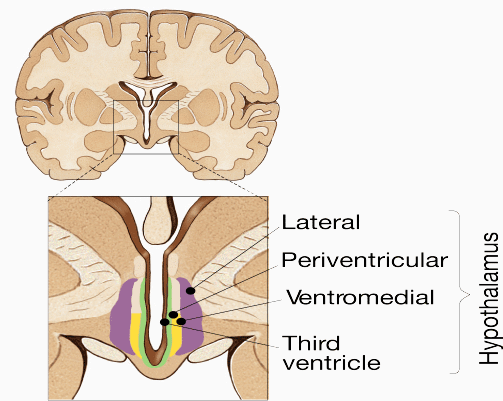 Lateral
Periventricular
Ventromedial
Third
ventricle
Hypothalamus